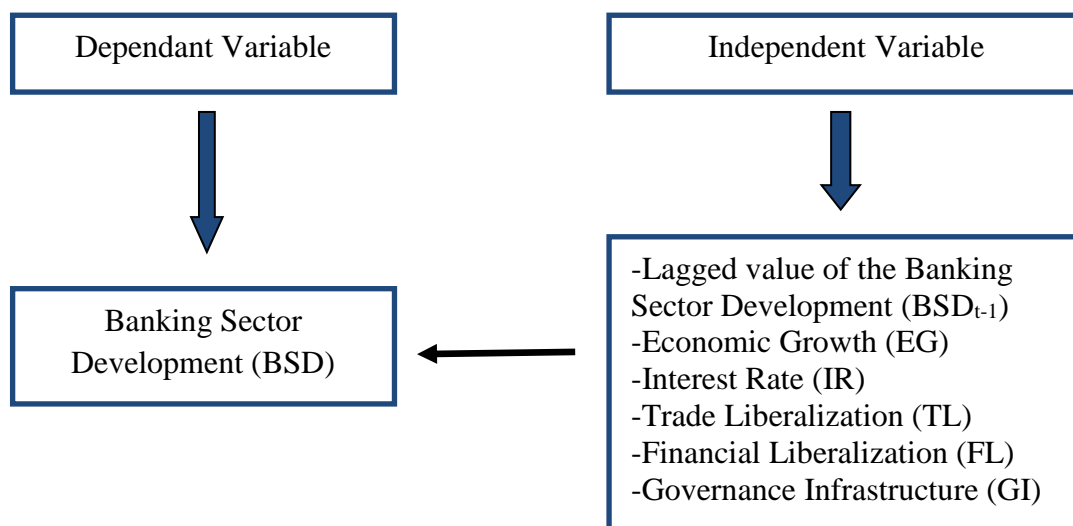 Dependant Variable
Independent Variable
Banking Sector
Development (BSD)
-Lagged value of the Banking
Sector Development (BSDt-1)
-Economic Growth (EG)
-Interest Rate (IR)
-Trade Liberalization (TL)
-Financial Liberalization (FL)
-Governance Infrastructure (GI)